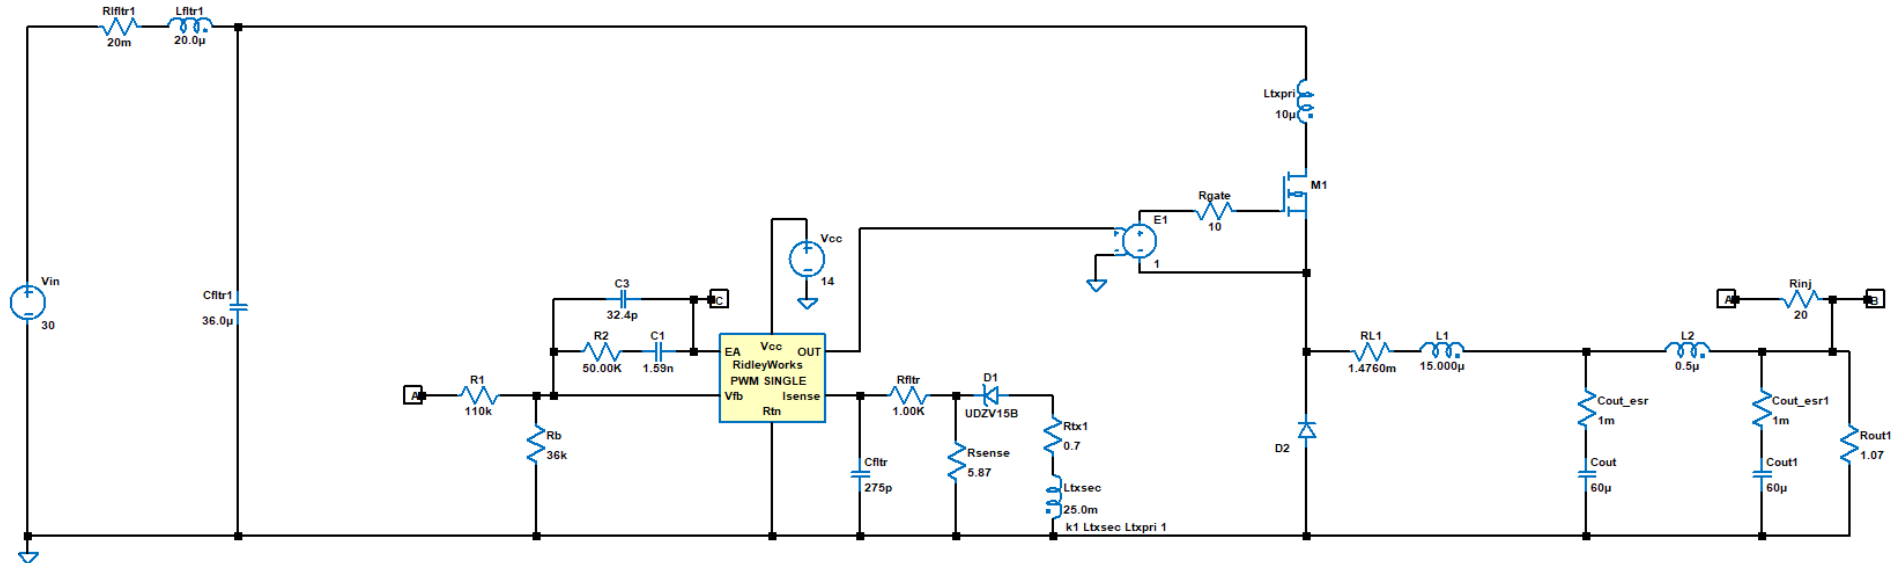 Rlfltr1
20m
Lfltr1
20.0µ
Ltxpri
10µ
M1
Rgate
10
E1
1
Vcc
14
Vin
30
Cfltr1
36.0µ
C3
32.4p
C
R2
50.00K
C1
1.59n
EA
Vcc
OUT
RidleyWorks
PWM SINGLE
Vfb
Isense
Rtn
A
R1
110k
Rb
36k
Rfltr
1.00K
D1
UDZV15B
Cfltr
275p
Rsense
5.87
Rtx1
0.7
Ltxsec
25.0m
k1 Ltxsec Ltxpri 1
D2
RL1
1.4760m
L1
15.000µ
L2
0.5µ
A
Rinj
20
B
Cout_esr
1m
Cout
60µ
Cout_esr1
1m
Cout1
60µ
Rout1
1.07